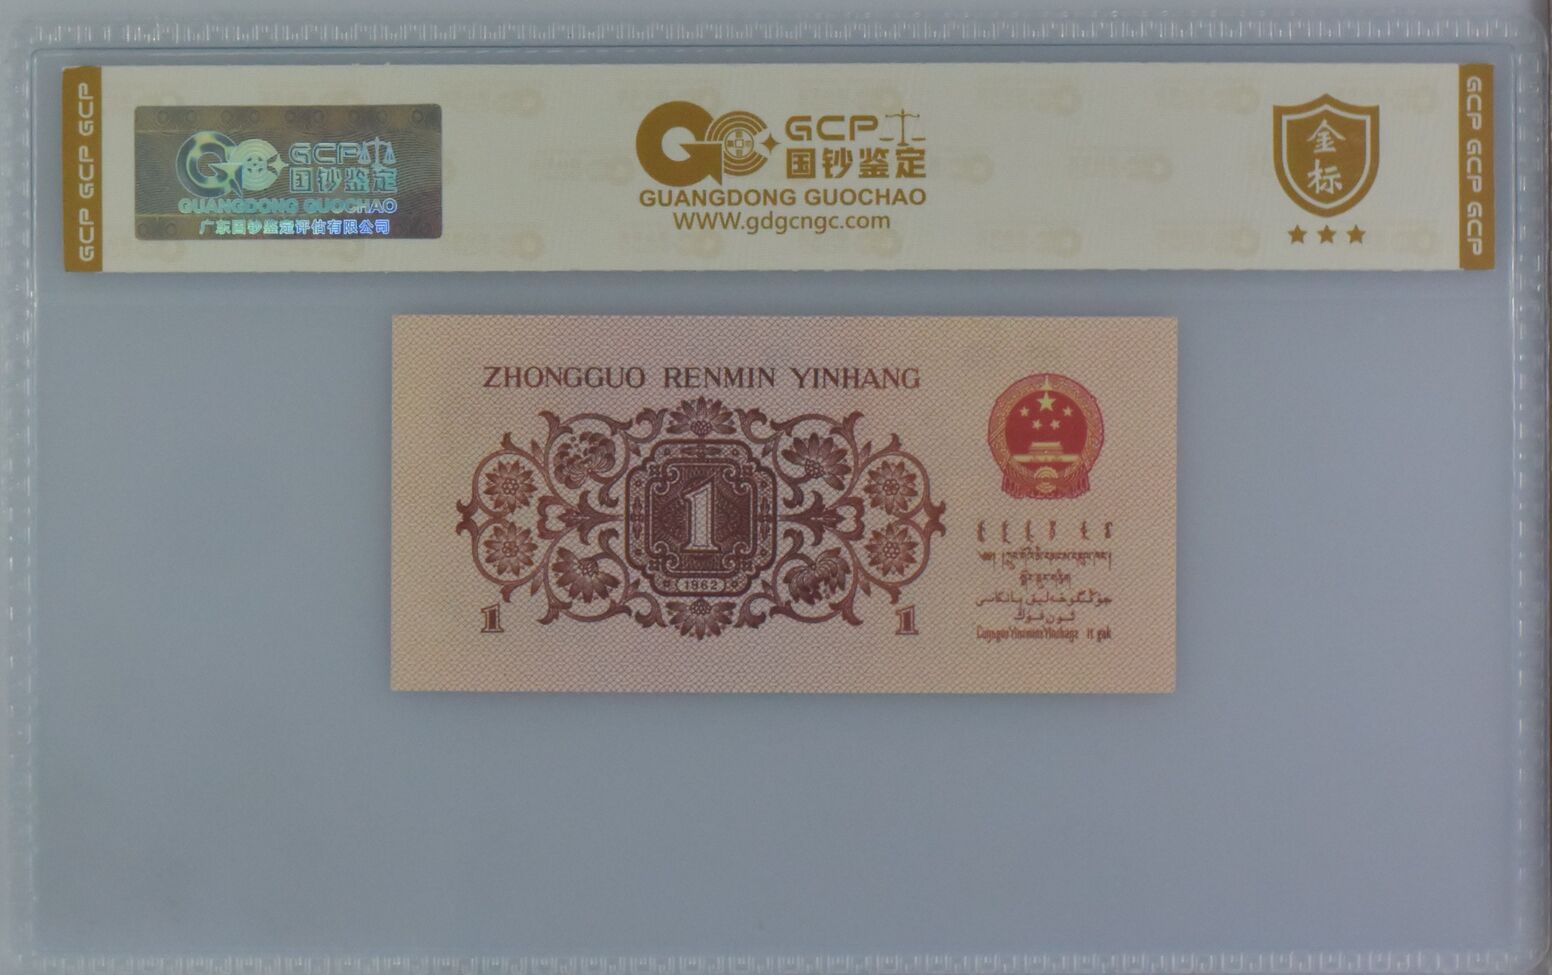 GCP GCP GCP
GCP
国钞鉴定
GUANGDONG GUOCHAO
广东国钞鉴定评估有限公司
GCP
国钞鉴定
GUANGDONG GUOCHAO
WWW.gdgcngc.com
金标
GCP GCP GCP
ZHONGGUO RENMIN YINHANG
1
1962
1
1